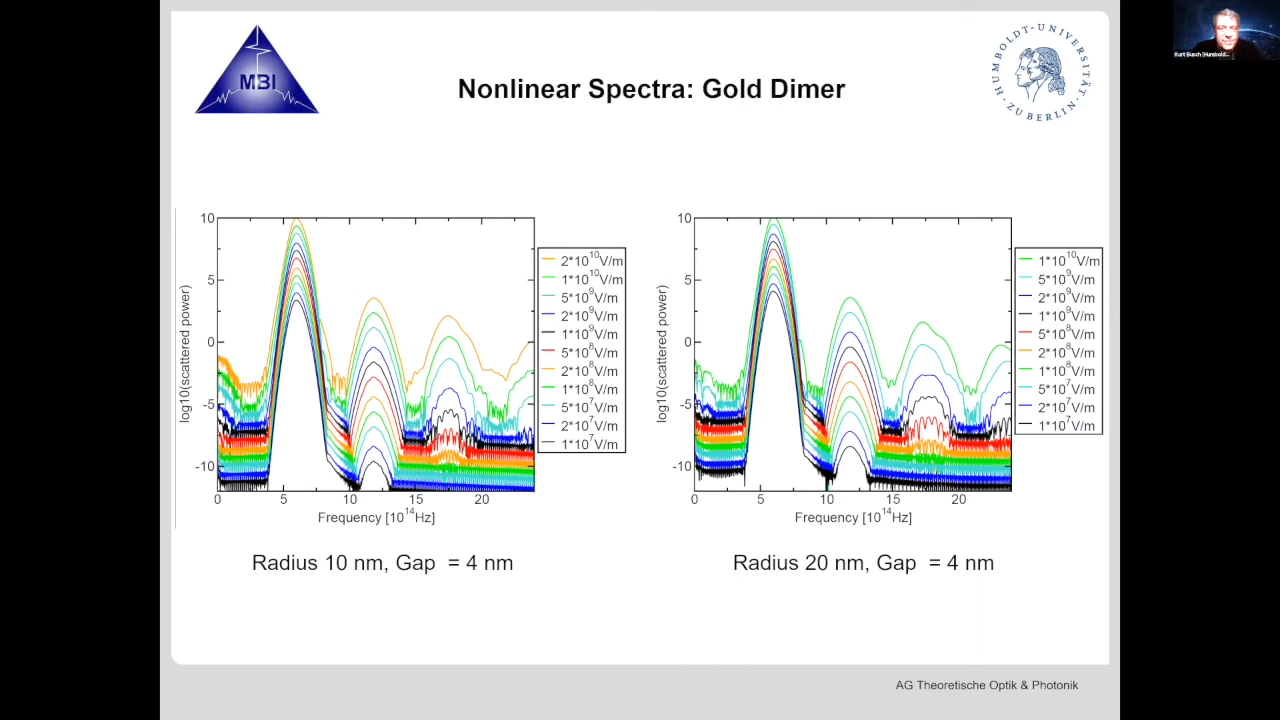 MBI
Nonlinear Spectra: Gold Dimer
HUMBOLDT-UNIVERSITÄT
ZU BERLIN
Kurt Busch (Humbold...
log10(scattered power)
10
5
0
-5
-10
0
5
10
15
20
Frequency [10^14Hz]
2*10^10V/m
1*10^10V/m
5*10^9V/m
2*10^9V/m
1*10^9V/m
5*10^8V/m
2*10^8V/m
1*10^8V/m
5*10^7V/m
2*10^7V/m
1*10^7V/m
Radius 10 nm, Gap = 4 nm
log10(scattered power)
10
5
0
-5
-10
0
5
10
15
20
Frequency [10^14Hz]
1*10^10V/m
5*10^9V/m
2*10^9V/m
1*10^9V/m
5*10^8V/m
2*10^8V/m
1*10^8V/m
5*10^7V/m
2*10^7V/m
1*10^7V/m
Radius 20 nm, Gap = 4 nm
AG Theoretische Optik & Photonik